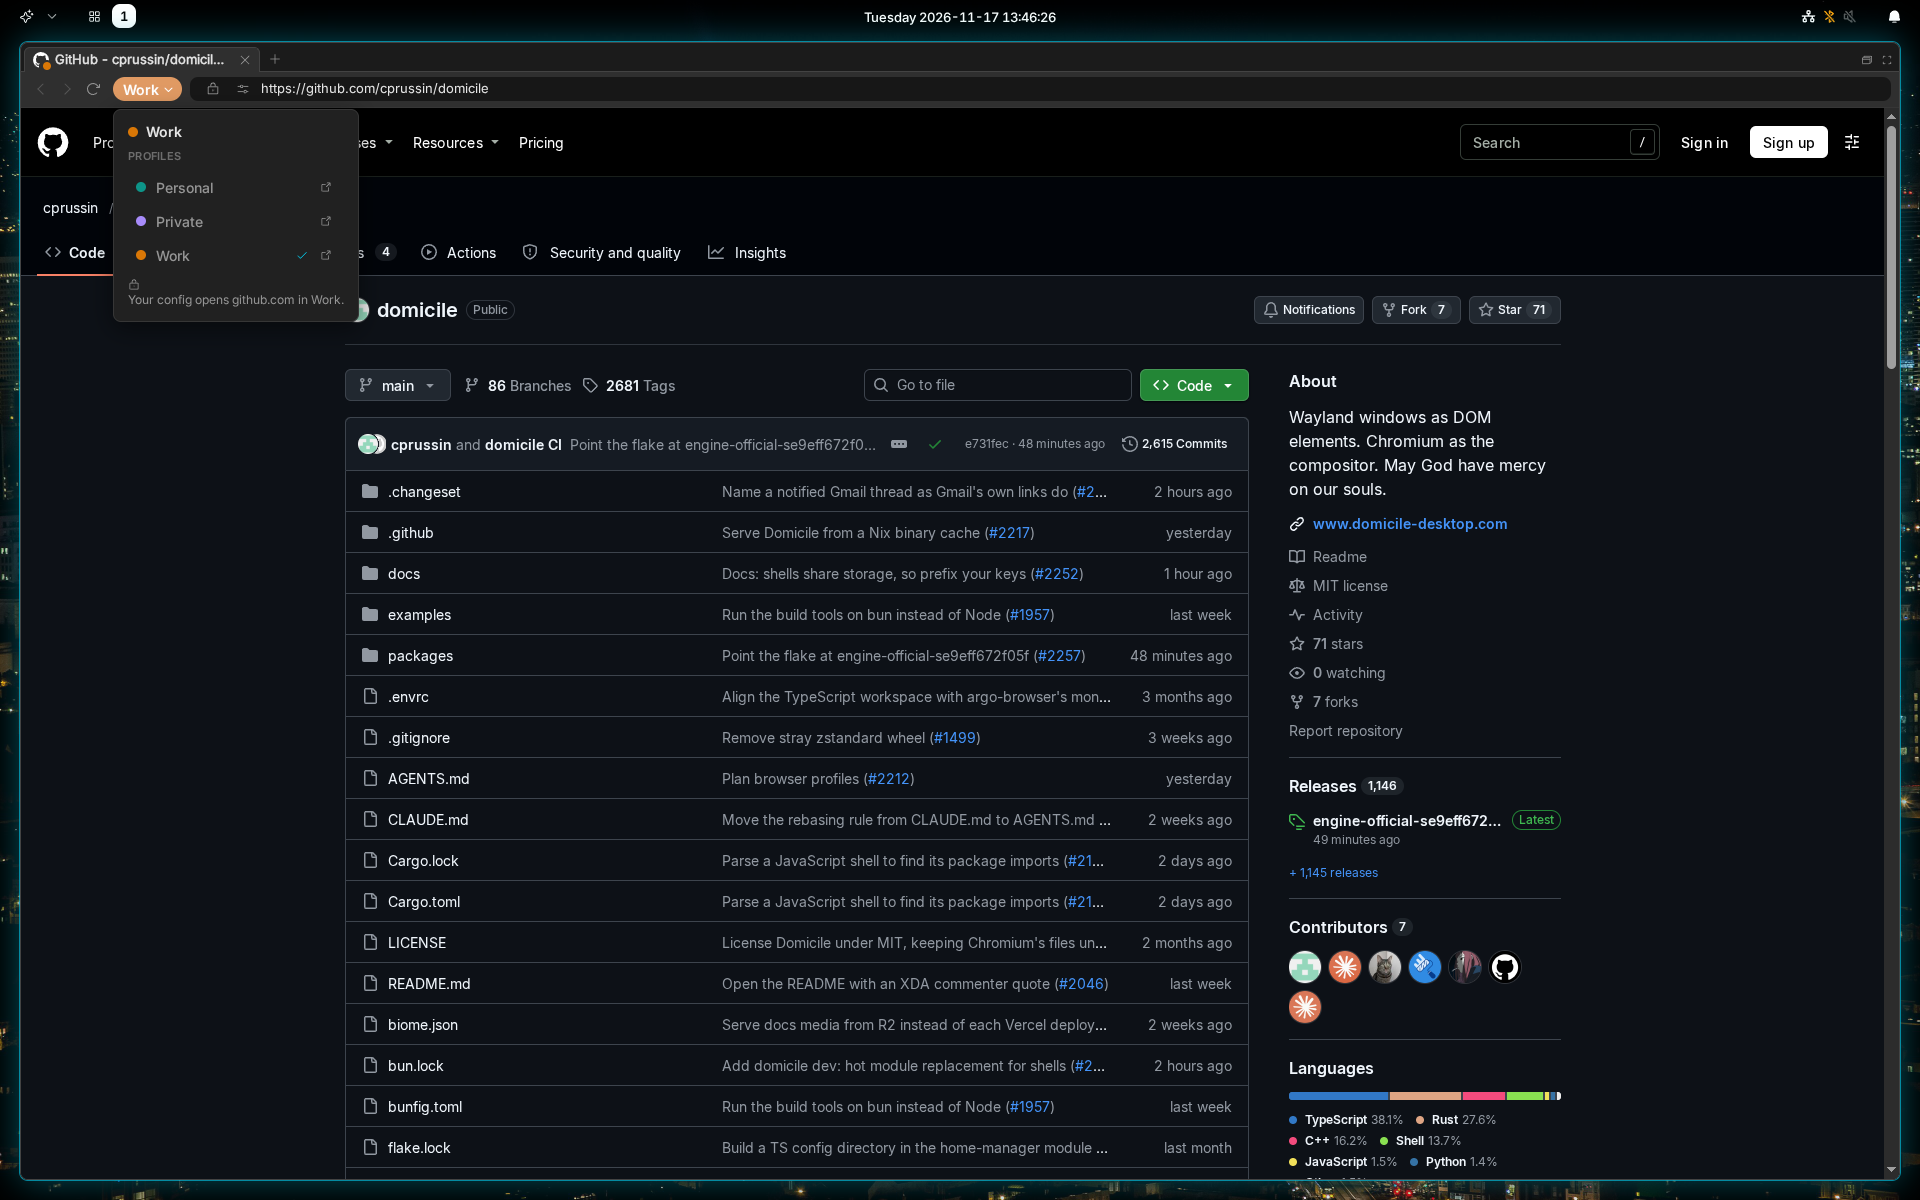 1
Tuesday 2026-11-17 13:46:26
GitHub - cprussin/domicil...
Work
https://github.com/cprussin/domicile
Work
PROFILES
Personal
Private
Work
Your config opens github.com in Work.
Resources
Pricing
Search
/
Sign in
Sign up
cprussin /
Code
4
Actions
Security and quality
Insights
domicile
Public
Notifications
Fork 7
Star 71
main
86 Branches
2681 Tags
Go to file
Code
cprussin and domicile CI Point the flake at engine-official-se9eff672f0...
e731fec · 48 minutes ago
2,615 Commits
.changeset Name a notified Gmail thread as Gmail's own links do (#2... 2 hours ago
.github Serve Domicile from a Nix binary cache (#2217) yesterday
docs Docs: shells share storage, so prefix your keys (#2252) 1 hour ago
examples Run the build tools on bun instead of Node (#1957) last week
packages Point the flake at engine-official-se9eff672f05f (#2257) 48 minutes ago
.envrc Align the TypeScript workspace with argo-browser's mon... 3 months ago
.gitignore Remove stray zstandard wheel (#1499) 3 weeks ago
AGENTS.md Plan browser profiles (#2212) yesterday
CLAUDE.md Move the rebasing rule from CLAUDE.md to AGENTS.md ... 2 weeks ago
Cargo.lock Parse a JavaScript shell to find its package imports (#21... 2 days ago
Cargo.toml Parse a JavaScript shell to find its package imports (#21... 2 days ago
LICENSE License Domicile under MIT, keeping Chromium's files un... 2 months ago
README.md Open the README with an XDA commenter quote (#2046) last week
biome.json Serve docs media from R2 instead of each Vercel deploy... 2 weeks ago
bun.lock Add domicile dev: hot module replacement for shells (#2... 2 hours ago
bunfig.toml Run the build tools on bun instead of Node (#1957) last week
flake.lock Build a TS config directory in the home-manager module ... last month
About
Wayland windows as DOM
elements. Chromium as the
compositor. May God have mercy
on our souls.
www.domicile-desktop.com
Readme
MIT license
Activity
71 stars
0 watching
7 forks
Report repository
Releases 1,146
engine-official-se9eff672... Latest
49 minutes ago
+ 1,145 releases
Contributors 7
Languages
TypeScript 38.1% Rust 27.6%
C++ 16.2% Shell 13.7%
JavaScript 1.5% Python 1.4%